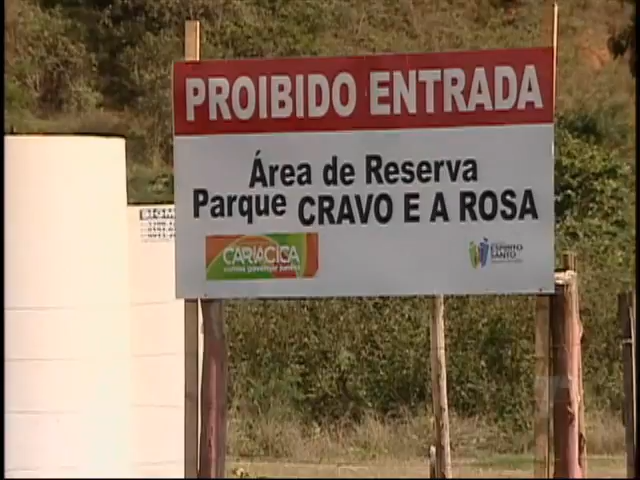 PROIBIDO ENTRADA
Área de Reserva
Parque CRAVO E A ROSA
CARIACICA
ESPÍRITO
SANTO